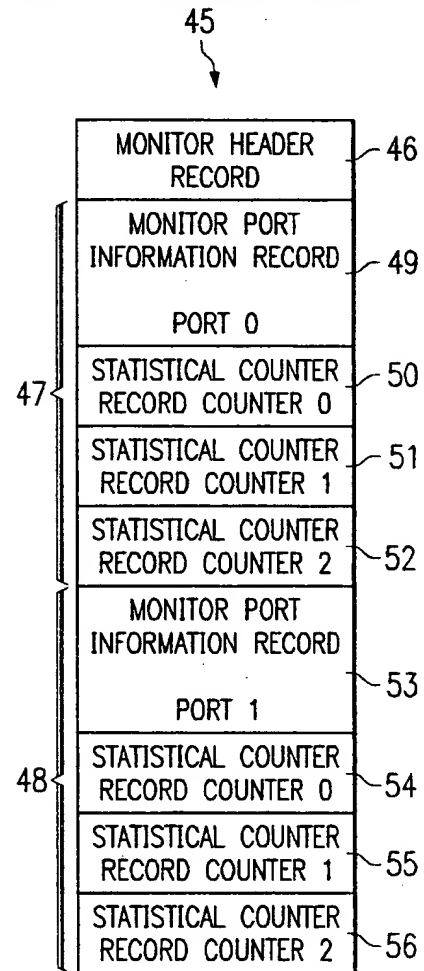 45
MONITOR HEADER
RECORD
46
MONITOR PORT
INFORMATION RECORD
49
PORT 0
47
STATISTICAL COUNTER
RECORD COUNTER 0
50
STATISTICAL COUNTER
RECORD COUNTER 1
51
STATISTICAL COUNTER
RECORD COUNTER 2
52
MONITOR PORT
INFORMATION RECORD
53
PORT 1
48
STATISTICAL COUNTER
RECORD COUNTER 0
54
STATISTICAL COUNTER
RECORD COUNTER 1
55
STATISTICAL COUNTER
RECORD COUNTER 2
56